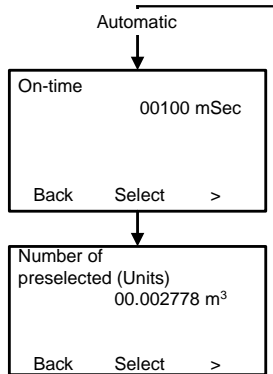 Automatic
On-time
00100 mSec
Back Select >
Number of
preselected (Units)
00.002778 m³
Back Select >